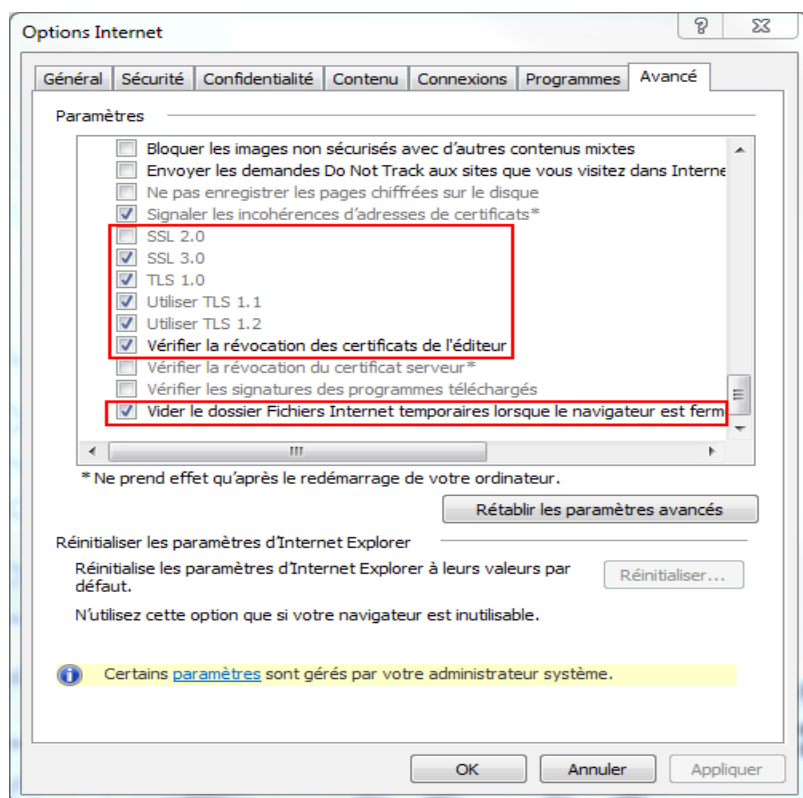 Options Internet
Général Sécurité Confidentialité Contenu Connexions Programmes Avancé
Paramètres
Bloquer les images non sécurisés avec d'autres contenus mixtes
Envoyer les demandes Do Not Track aux sites que vous visitez dans Interne
Ne pas enregistrer les pages chiffrées sur le disque
Signaler les incohérences d'adresses de certificats*
SSL 2.0
SSL 3.0
TLS 1.0
Utiliser TLS 1.1
Utiliser TLS 1.2
Vérifier la révocation des certificats de l'éditeur
Vérifier la révocation du certificat serveur*
Vérifier les signatures des programmes téléchargés
Vider le dossier Fichiers Internet temporaires lorsque le navigateur est ferm
* Ne prend effet qu'après le redémarrage de votre ordinateur.
Rétablir les paramètres avancés
Réinitialiser les paramètres d'Internet Explorer
Réinitialise les paramètres d'Internet Explorer à leurs valeurs par
défaut.
Réinitialiser...
N'utilisez cette option que si votre navigateur est inutilisable.
Certains paramètres sont gérés par votre administrateur système.
OK Annuler Appliquer